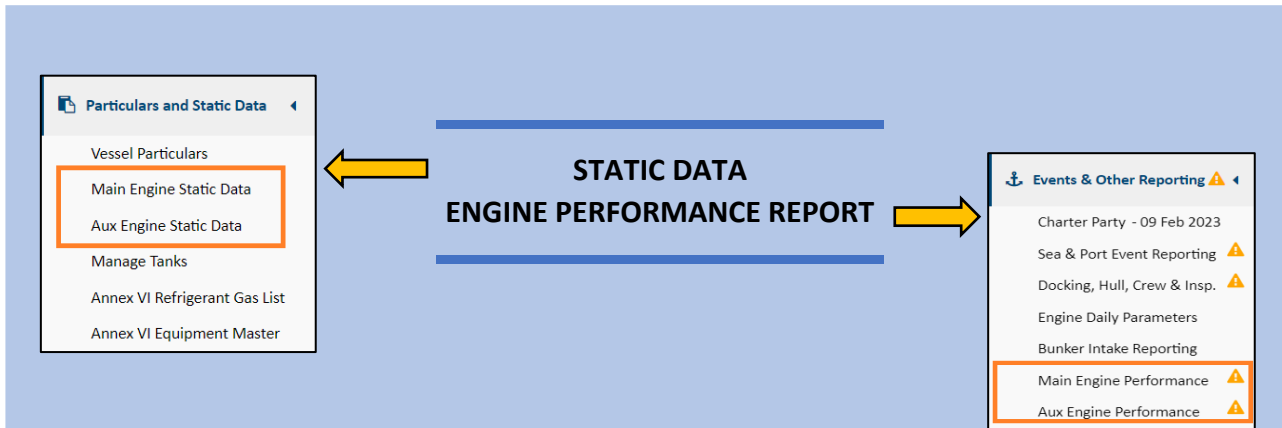 Particulars and Static Data
Vessel Particulars
Main Engine Static Data
Aux Engine Static Data
Manage Tanks
Annex VI Refrigerant Gas List
Annex VI Equipment Master
STATIC DATA
ENGINE PERFORMANCE REPORT
Events & Other Reporting
Charter Party - 09 Feb 2023
Sea & Port Event Reporting
Docking, Hull, Crew & Insp.
Engine Daily Parameters
Bunker Intake Reporting
Main Engine Performance
Aux Engine Performance